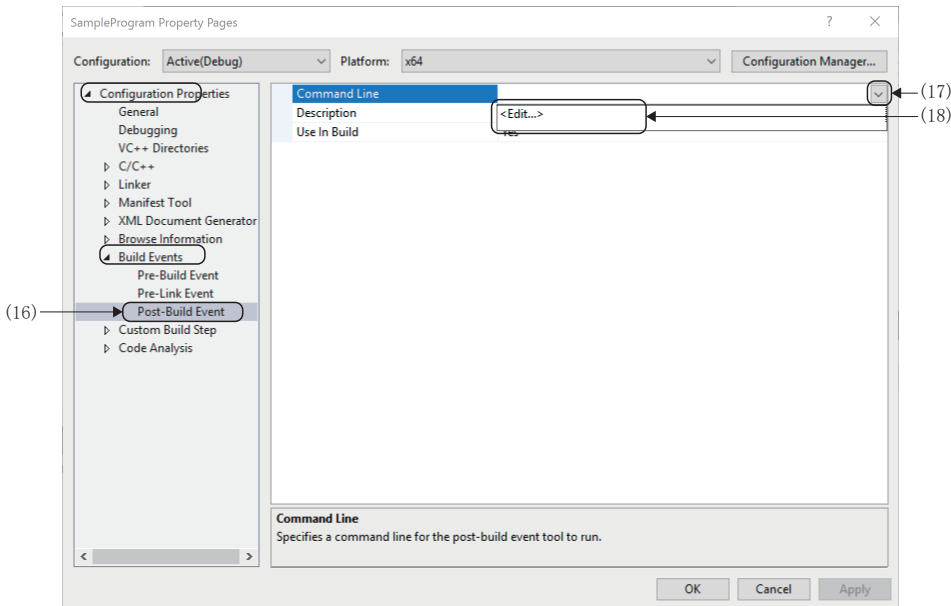 SampleProgram Property Pages ? ×
Configuration: Active(Debug) Platform: x64 Configuration Manager...
Configuration Properties
General
Debugging
VC++ Directories
C/C++
Linker
Manifest Tool
XML Document Generator
Browse Information
Build Events
Pre-Build Event
Pre-Link Event
Post-Build Event
Custom Build Step
Code Analysis
Command Line
Description
Use In Build Yes
<Edit...>
(16)
(17)
(18)
Command Line
Specifies a command line for the post-build event tool to run.
OK Cancel Apply